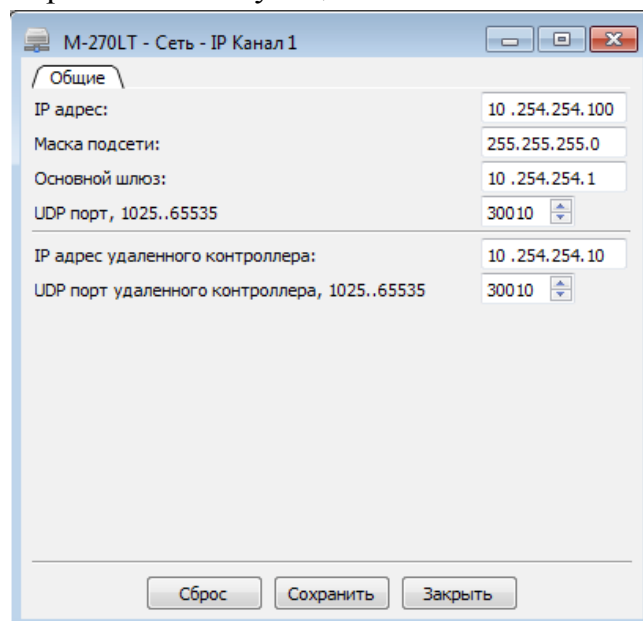 M-270LT - Сеть - IP Канал 1
Общие
IP адрес: 10 .254.254.100
Маска подсети: 255.255.255.0
Основной шлюз: 10 .254.254.1
UDP порт, 1025..65535 30010
IP адрес удаленного контроллера: 10 .254.254.10
UDP порт удаленного контроллера, 1025..65535 30010
Сброс Сохранить Закрыть